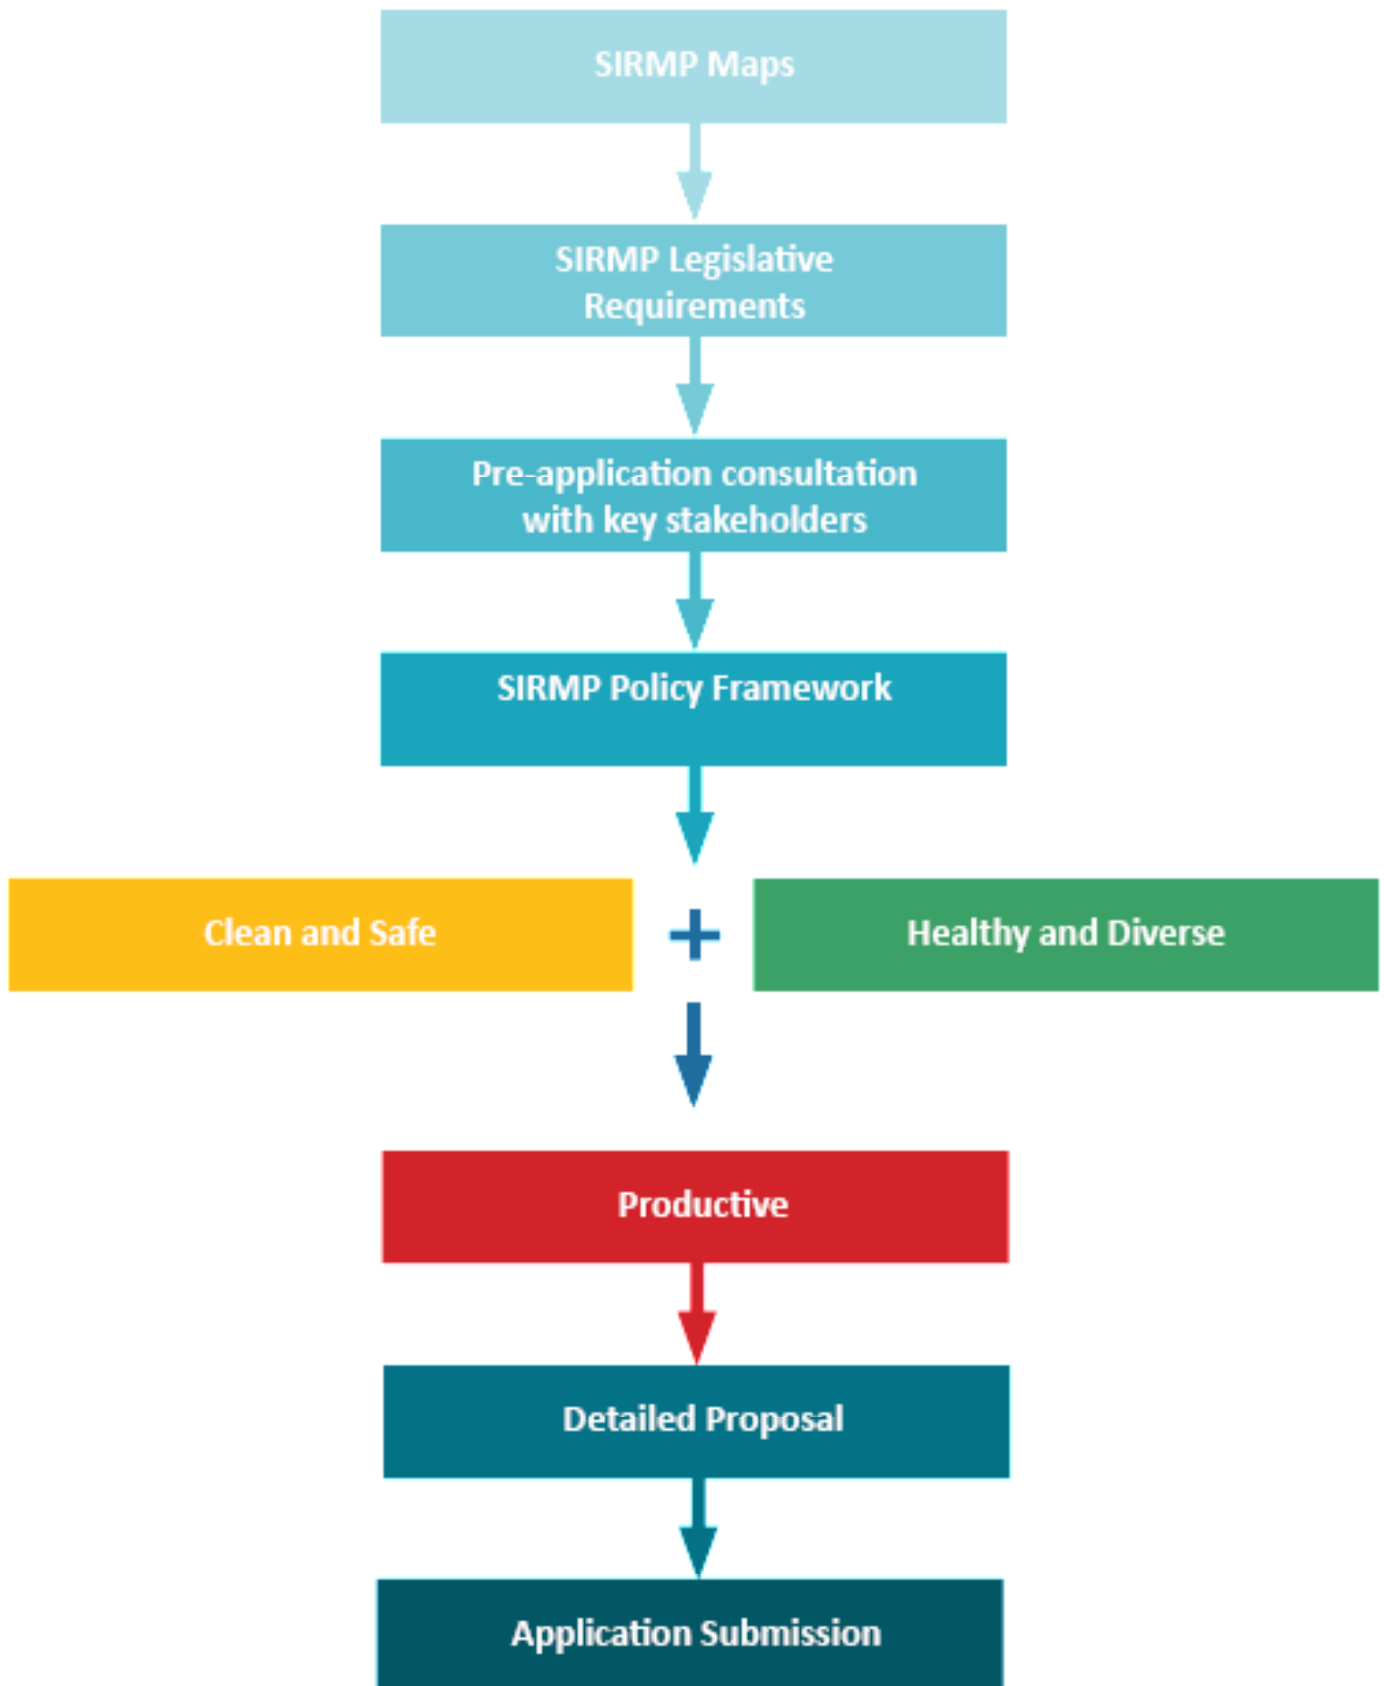 SIRMP Maps
SIRMP Legislative
Requirements
Pre-application consultation
with key stakeholders
SIRMP Policy Framework
Clean and Safe
+
Healthy and Diverse
Productive
Detailed Proposal
Application Submission